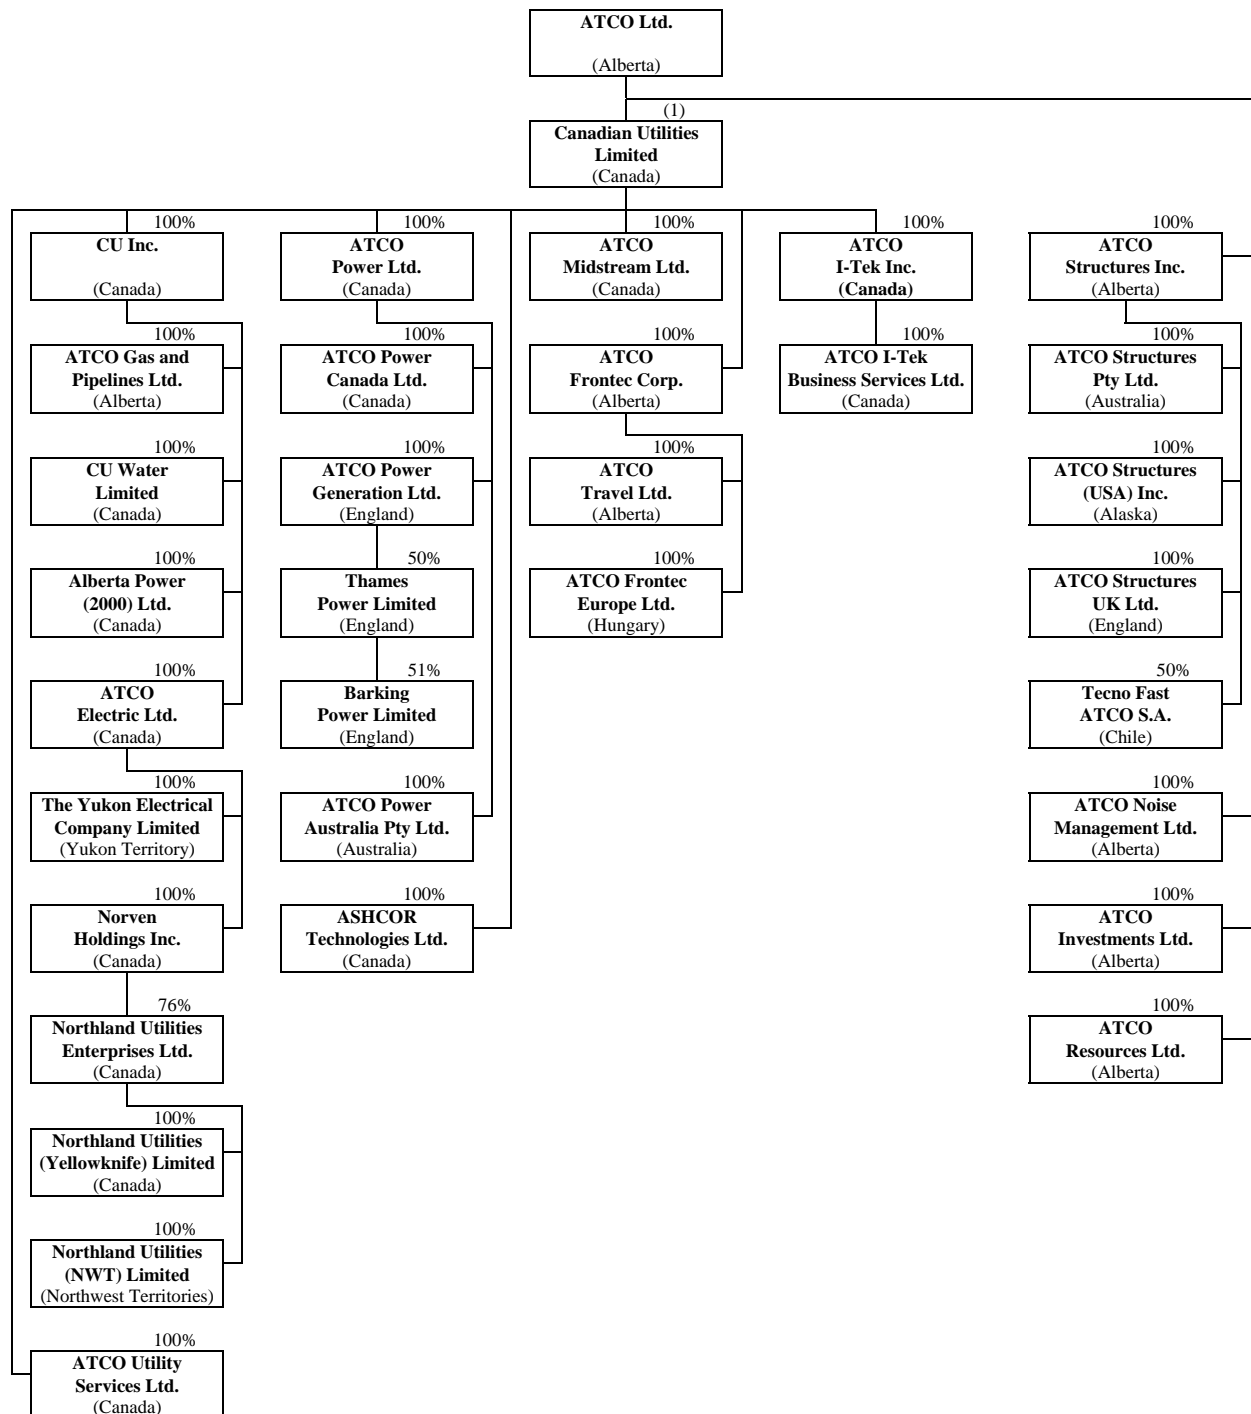 ATCO Ltd.
(Alberta)
(1)
Canadian Utilities
Limited
(Canada)
100%
CU Inc.
(Canada)
100%
ATCO Gas and
Pipelines Ltd.
(Alberta)
100%
CU Water
Limited
(Canada)
100%
Alberta Power
(2000) Ltd.
(Canada)
100%
ATCO
Electric Ltd.
(Canada)
100%
The Yukon Electrical
Company Limited
(Yukon Territory)
100%
Norven
Holdings Inc.
(Canada)
76%
Northland Utilities
Enterprises Ltd.
(Canada)
100%
Northland Utilities
(Yellowknife) Limited
(Canada)
100%
Northland Utilities
(NWT) Limited
(Northwest Territories)
100%
ATCO Utility
Services Ltd.
(Canada)
100%
ATCO
Power Ltd.
(Canada)
100%
ATCO Power
Canada Ltd.
(Canada)
100%
ATCO Power
Generation Ltd.
(England)
50%
Thames
Power Limited
(England)
51%
Barking
Power Limited
(England)
100%
ATCO Power
Australia Pty Ltd.
(Australia)
100%
ASHCOR
Technologies Ltd.
(Canada)
100%
ATCO
Midstream Ltd.
(Canada)
100%
ATCO
Frontec Corp.
(Alberta)
100%
ATCO
Travel Ltd.
(Alberta)
100%
ATCO Frontec
Europe Ltd.
(Hungary)
100%
ATCO
I-Tek Inc.
(Canada)
100%
ATCO I-Tek
Business Services Ltd.
(Canada)
100%
ATCO
Structures Inc.
(Alberta)
100%
ATCO Structures
Pty Ltd.
(Australia)
100%
ATCO Structures
(USA) Inc.
(Alaska)
100%
ATCO Structures
UK Ltd.
(England)
50%
Tecno Fast
ATCO S.A.
(Chile)
100%
ATCO Noise
Management Ltd.
(Alberta)
100%
ATCO
Investments Ltd.
(Alberta)
100%
ATCO
Resources Ltd.
(Alberta)